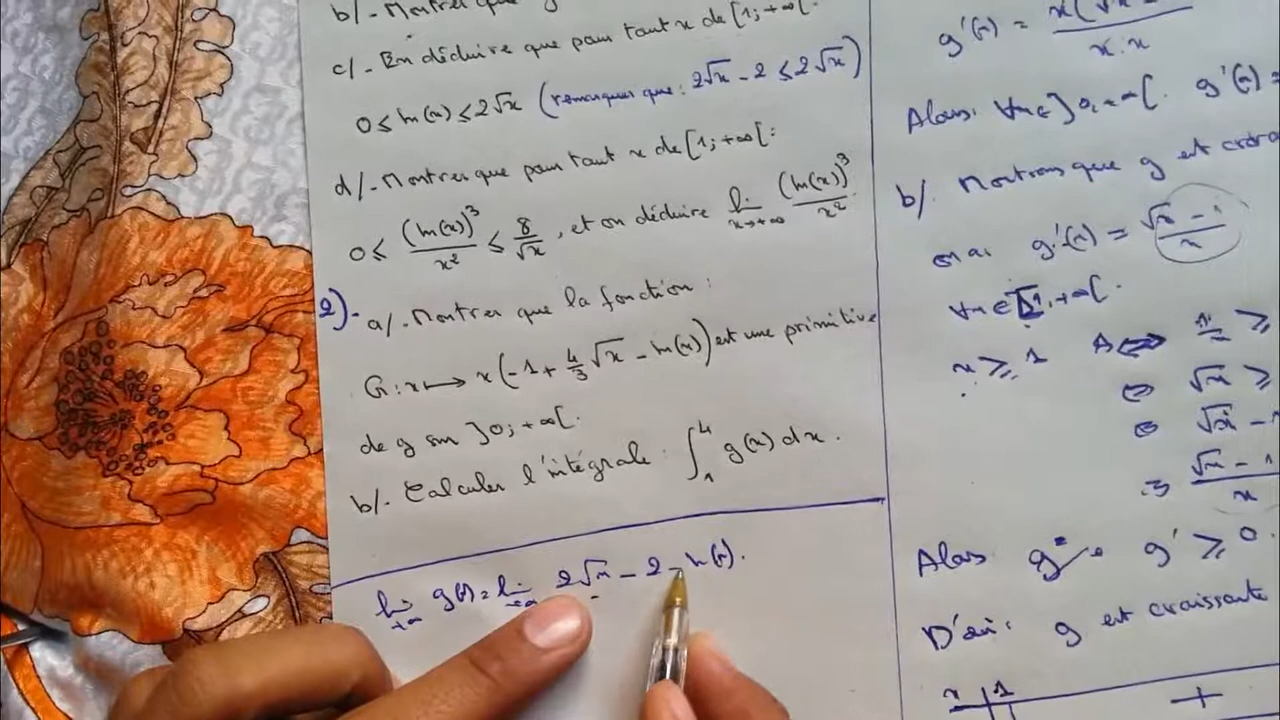 b/. Montrer que g
c/. En déduire que pour tout x de [1; +∞[.
0 ≤ ln(x) ≤ 2√x (remarquer que: 2√x - 2 ≤ 2√x)
d/. Montrer que pour tout x de [1; +∞[:
0 ≤ (ln(x))³/x² ≤ 8/√x, et en déduire lim x→+∞ (ln(x))³/x².
2). a/. Montrer que la fonction:
G: x ↦ x(-1 + 4/3 √x - ln(x)) est une primitive
de g sur ]0; +∞[.
b/. Calculer l'intégrale: ∫₁⁴ g(x) dx.
lim +∞ g(x) = lim +∞ 2√x - 2 - ln(x).
g'(x) = x(√x - / x.x
Alors: ∀x∈]0, +∞[. g'(x) =
b/. Montrons que g est
on a: g'(x) = √x - 1 / x
∀x∈[1, +∞[.
x ≥ 1 ⟺ ≥
⟺ √x ≥
⟺ √x -
⇒ √x - 1 / x
Alors g' ≥ 0
D'où: g est croissante
x 1 +